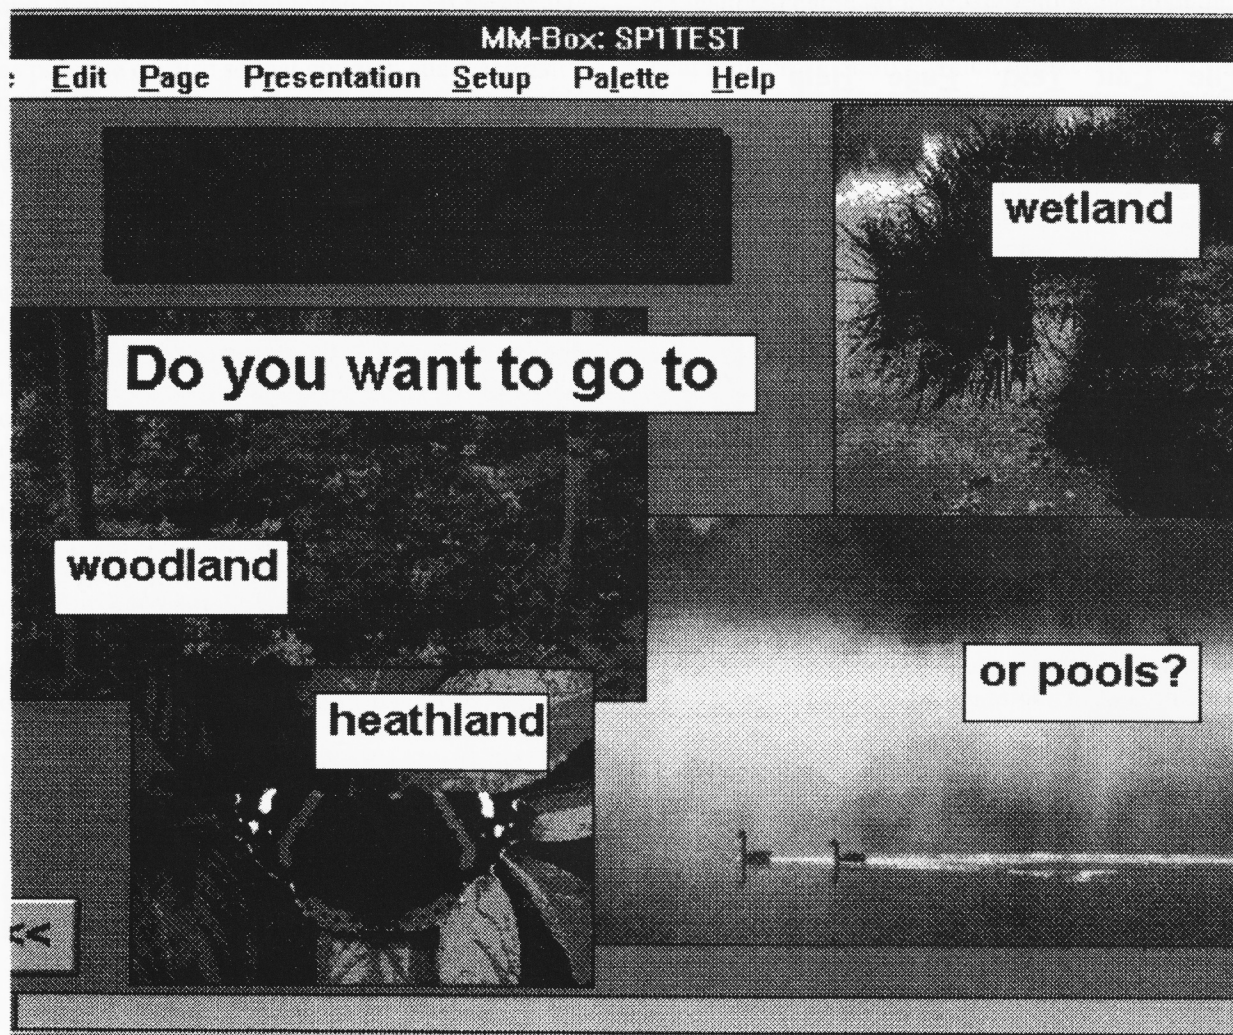 MM-Box: SP1TEST
Edit Page Presentation Setup Palette Help
wetland
Do you want to go to
woodland
or pools?
heathland
<<